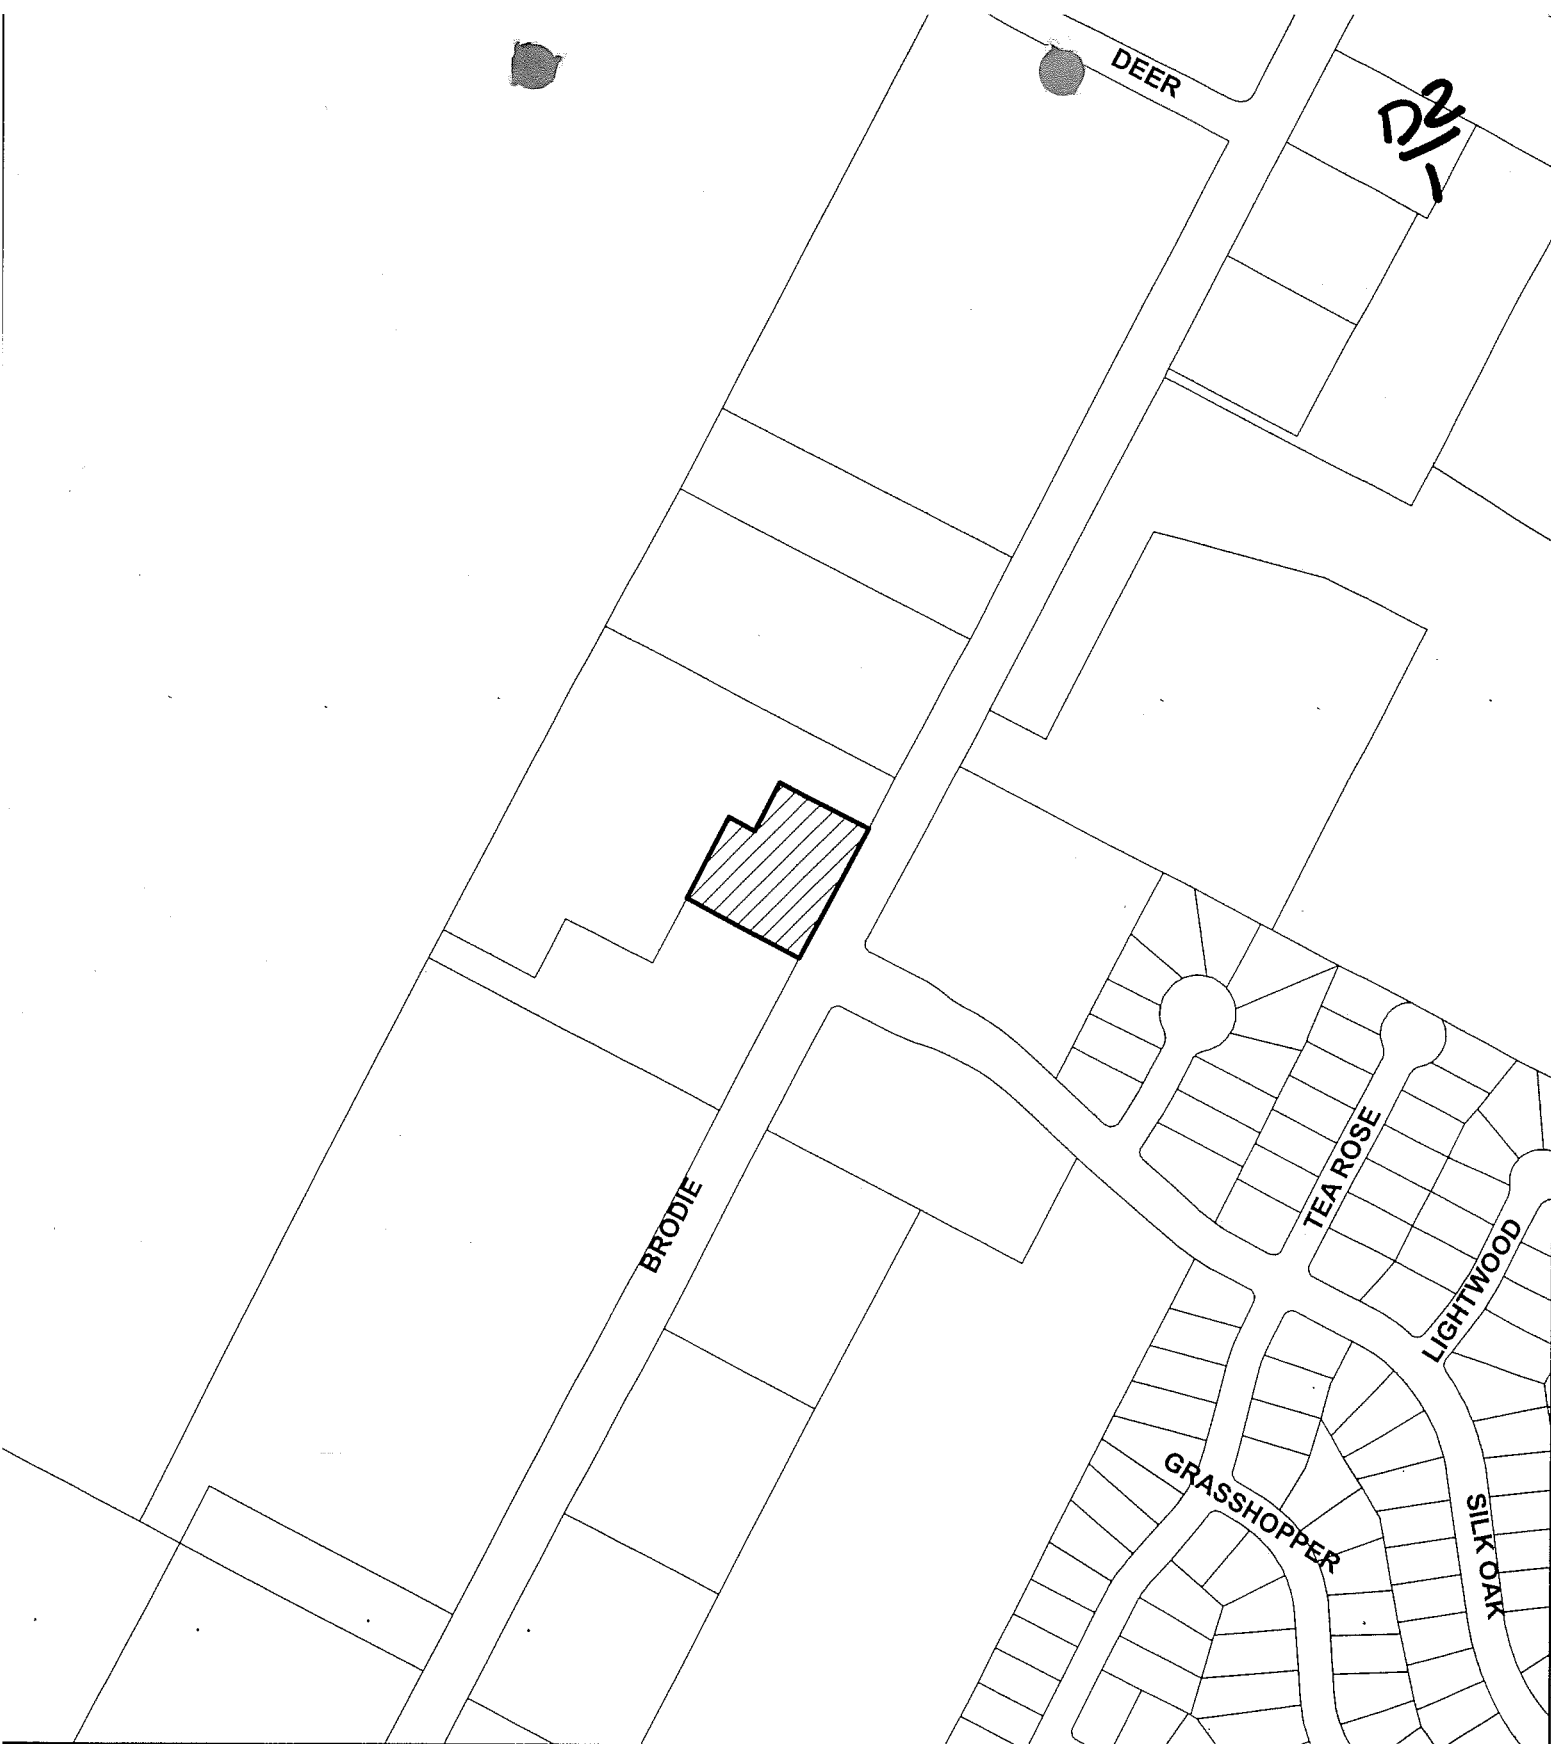 DEER
D2/1
TEA ROSE
BRODIE
LIGHTWOOD
GRASSHOPPER
SILK OAK